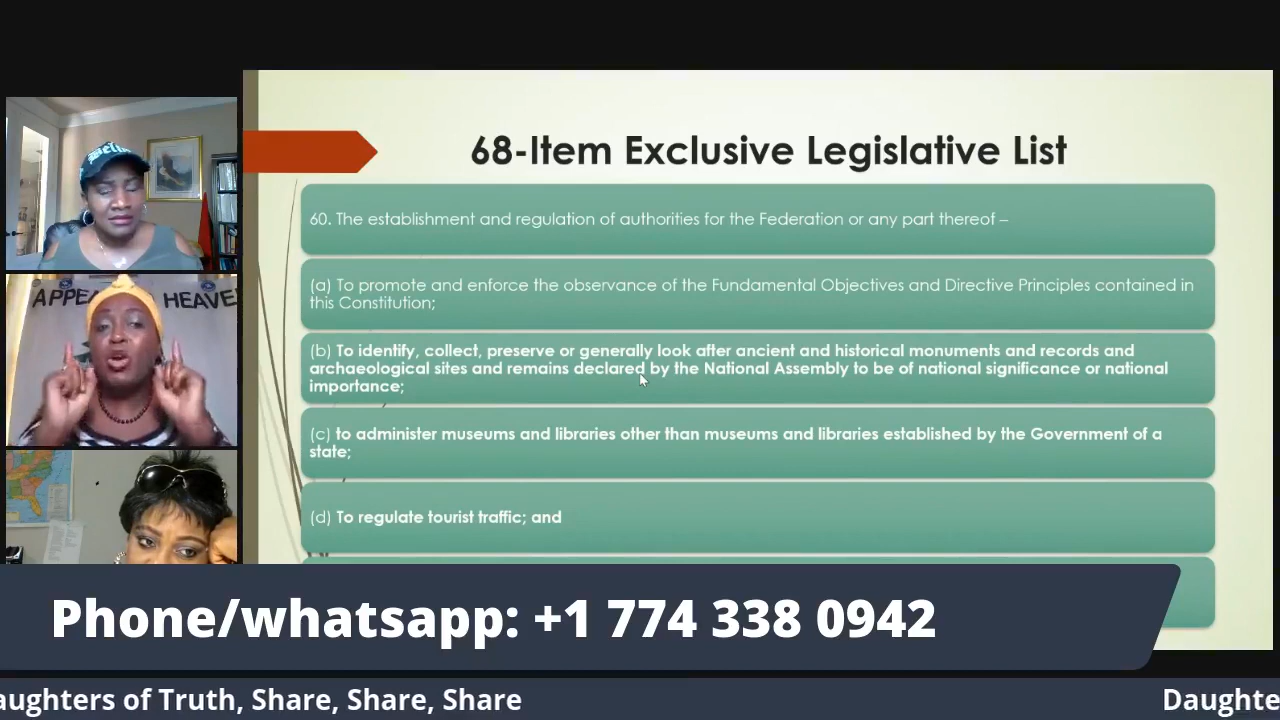 68-Item Exclusive Legislative List
60. The establishment and regulation of authorities for the Federation or any part thereof –
(a) To promote and enforce the observance of the Fundamental Objectives and Directive Principles contained in
this Constitution;
(b) To identify, collect, preserve or generally look after ancient and historical monuments and records and
archaeological sites and remains declared by the National Assembly to be of national significance or national
importance;
(c) to administer museums and libraries other than museums and libraries established by the Government of a
state;
(d) To regulate tourist traffic; and
HEAVE
Phone/whatsapp: +1 774 338 0942
aughters of Truth, Share, Share, Share
Daughte